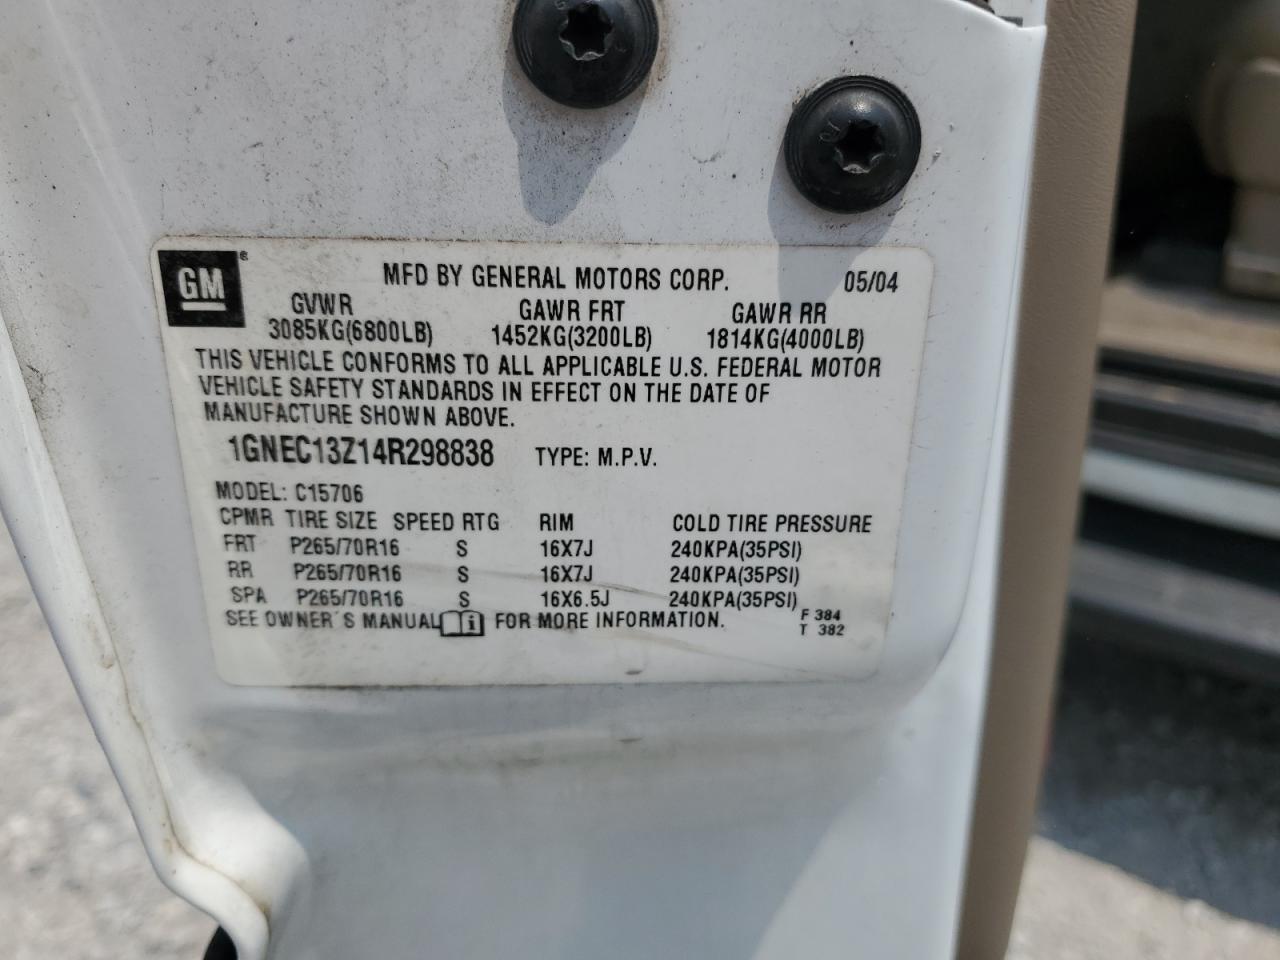 GM® MFD BY GENERAL MOTORS CORP. 05/04
GVWR GAWR FRT GAWR RR
3085KG(6800LB) 1452KG(3200LB) 1814KG(4000LB)
THIS VEHICLE CONFORMS TO ALL APPLICABLE U.S. FEDERAL MOTOR
VEHICLE SAFETY STANDARDS IN EFFECT ON THE DATE OF
MANUFACTURE SHOWN ABOVE.
1GNEC13Z14R298838 TYPE: M.P.V.
MODEL: C15706
CPMR TIRE SIZE SPEED RTG RIM COLD TIRE PRESSURE
FRT P265/70R16 S 16X7J 240KPA(35PSI)
RR P265/70R16 S 16X7J 240KPA(35PSI)
SPA P265/70R16 S 16X6.5J 240KPA(35PSI)
SEE OWNER´S MANUAL i FOR MORE INFORMATION. F 384
T 382